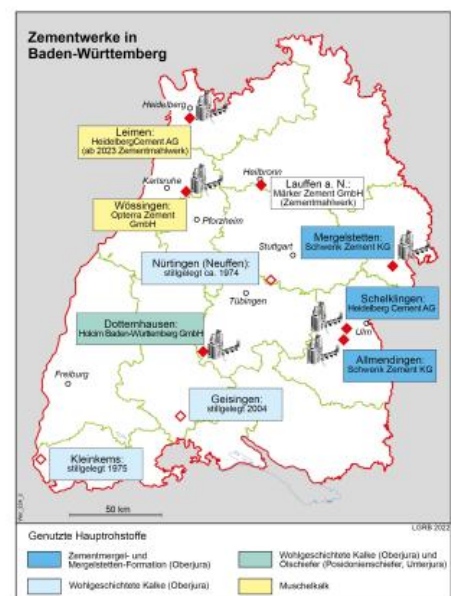 Zementwerke in
Baden-Württemberg
Heidelberg
Leimen:
HeidelbergCement AG
(ab 2023 Zementmahlwerk)
Karlsruhe
Heilbronn
Lauffen a. N.:
Märker Zement GmbH
(Zementmahlwerk)
Wössingen:
Opterra Zement
GmbH
Pforzheim
Mergelstetten:
Schwenk Zement KG
Stuttgart
Nürtingen (Neuffen):
stillgelegt ca. 1974
Tübingen
Schelklingen:
Heidelberg Cement AG
Ulm
Dotternhausen:
Holcim Baden-Württemberg GmbH
Allmendingen:
Schwenk Zement KG
Freiburg
Geisingen:
stillgelegt 2004
Kleinkems:
stillgelegt 1975
50 km
LGRB 2022
Genutzte Hauptrohstoffe
Zementmergel- und
Mergelstetten-Formation (Oberjura)
Wohlgeschichtete Kalke (Oberjura)
Wohlgeschichtete Kalke (Oberjura) und
Ölschiefer (Posidonienschiefer, Unterjura)
Muschelkalk